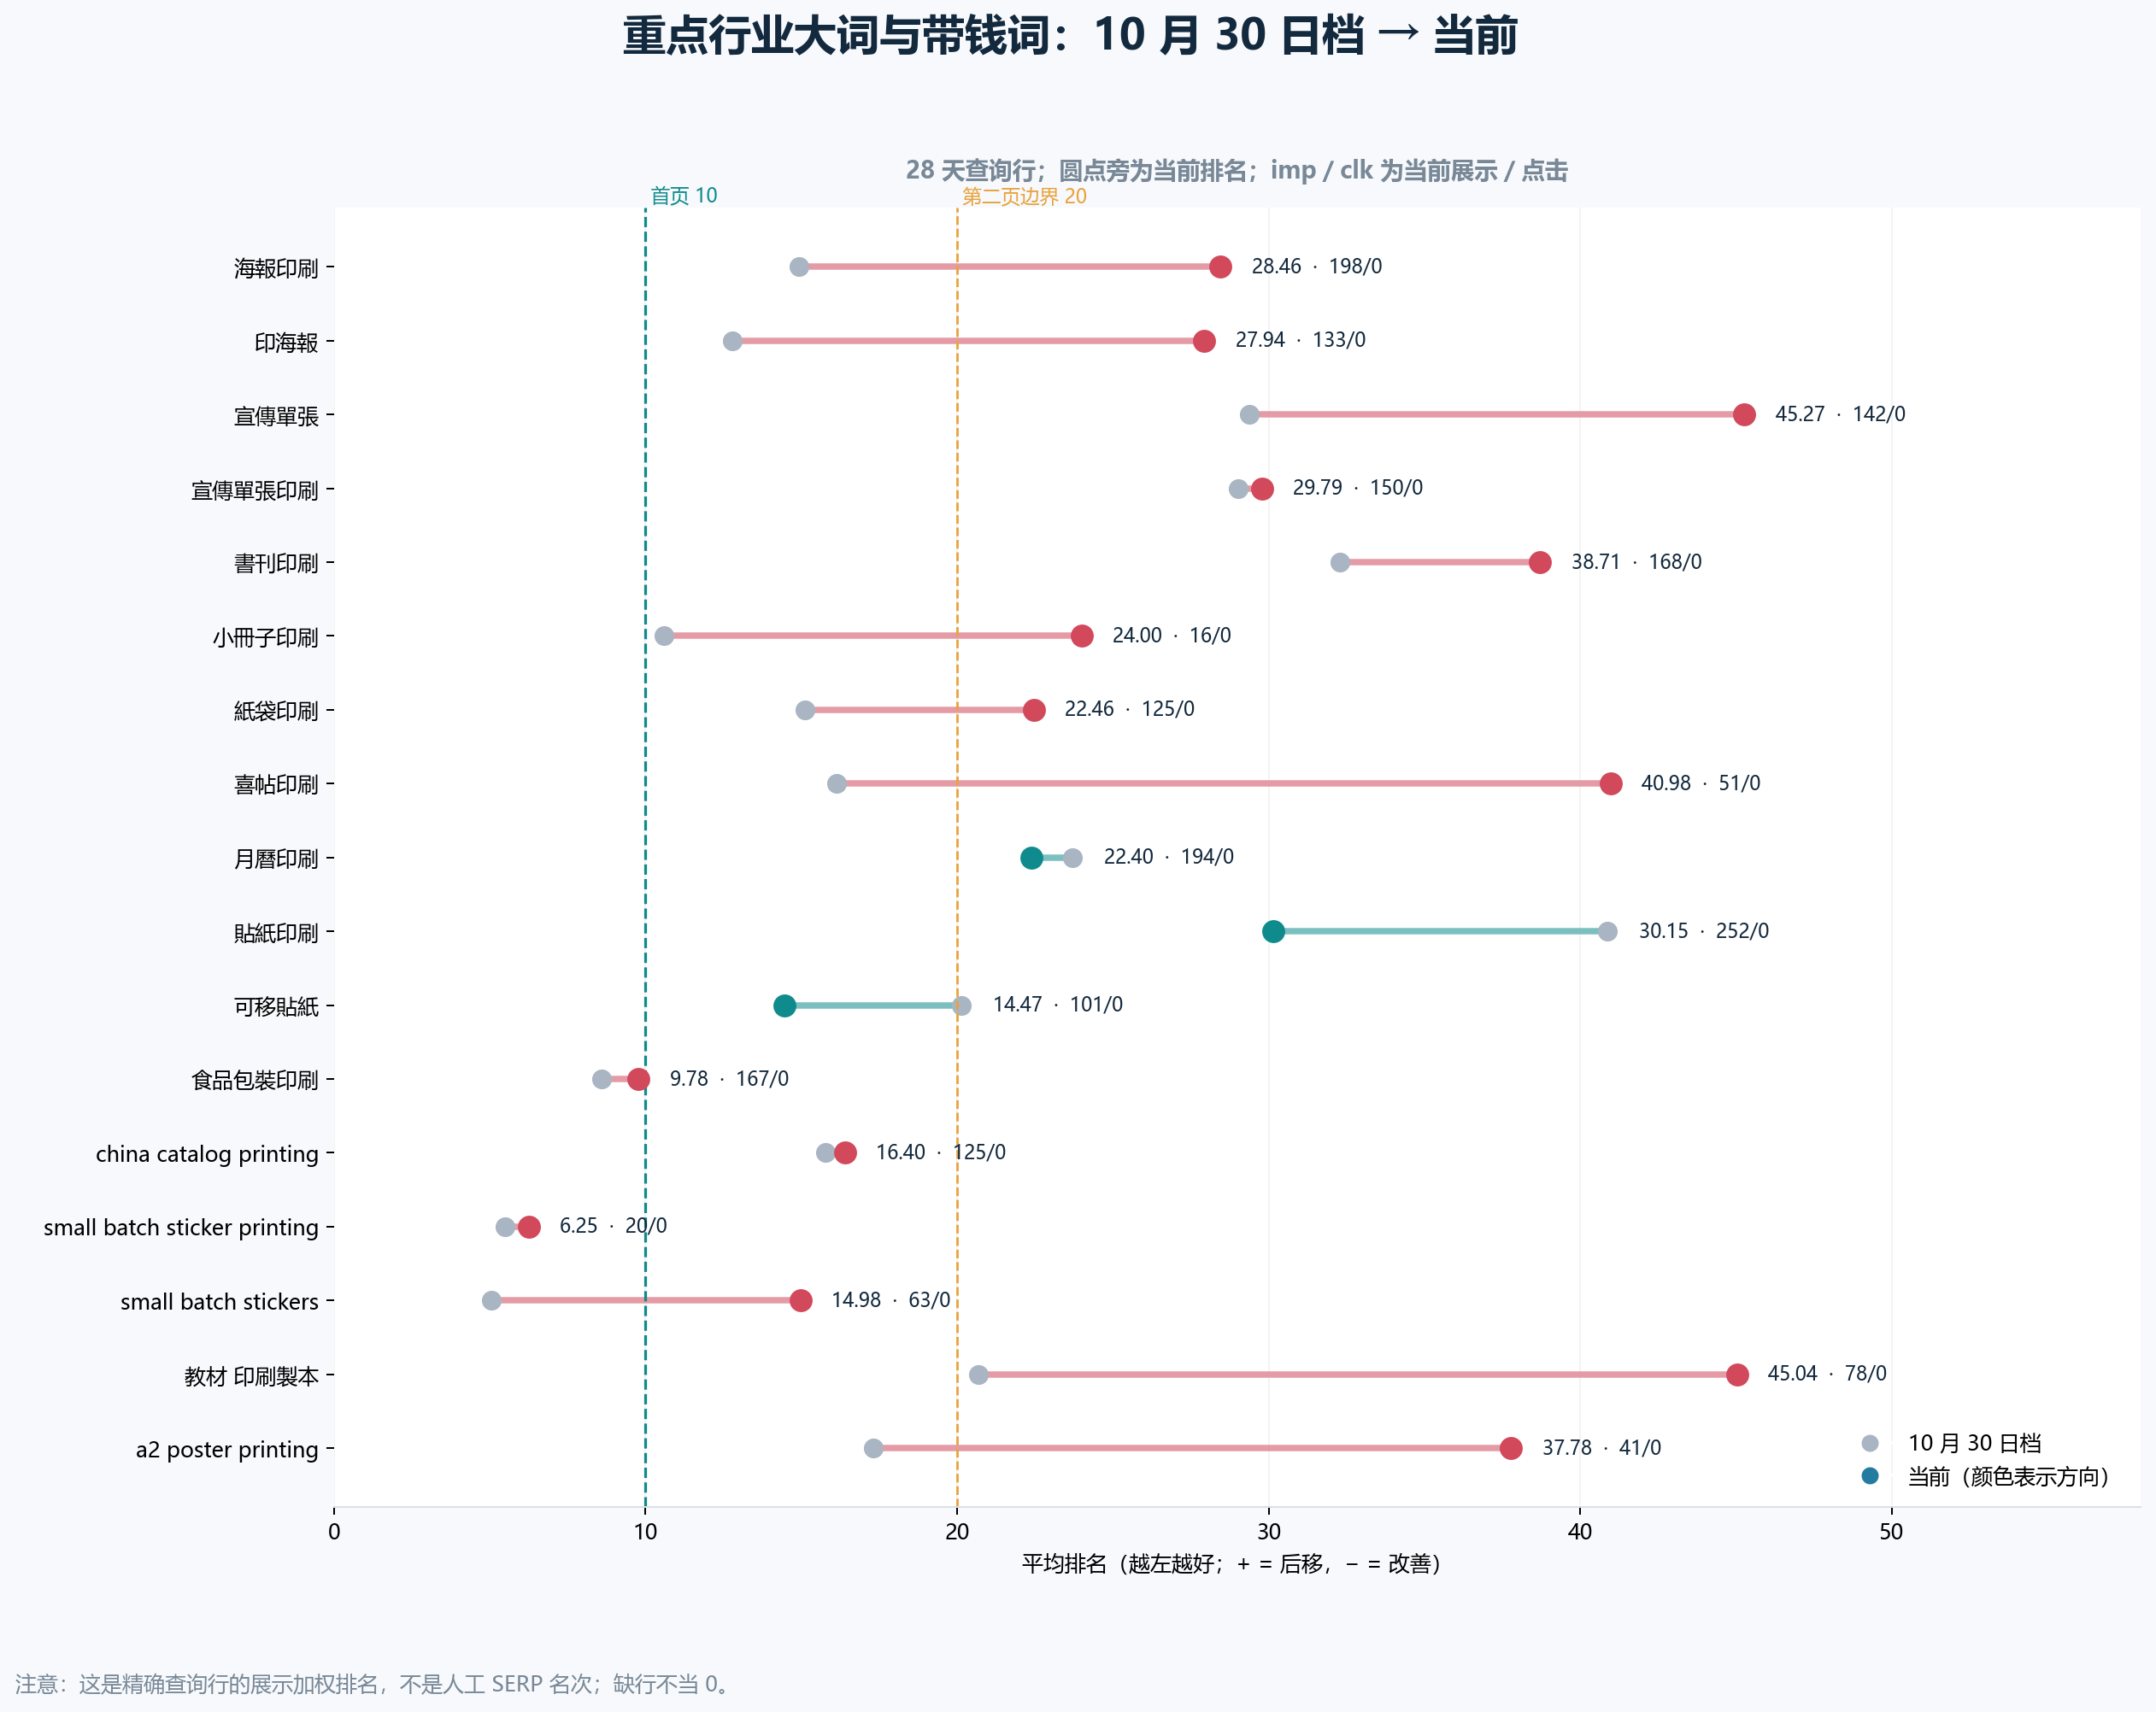 重点行业大词与带钱词：10 月 30 日档 → 当前
28 天查询行；圆点旁为当前排名；imp / clk 为当前展示 / 点击
首页 10
第二页边界 20
海報印刷
28.46 · 198/0
印海報
27.94 · 133/0
宣傳單張
45.27 · 142/0
宣傳單張印刷
29.79 · 150/0
書刊印刷
38.71 · 168/0
小冊子印刷
24.00 · 16/0
紙袋印刷
22.46 · 125/0
喜帖印刷
40.98 · 51/0
月曆印刷
22.40 · 194/0
貼紙印刷
30.15 · 252/0
可移貼紙
14.47 · 101/0
食品包裝印刷
9.78 · 167/0
china catalog printing
16.40 · 125/0
small batch sticker printing
6.25 · 20/0
small batch stickers
14.98 · 63/0
教材 印刷製本
45.04 · 78/0
a2 poster printing
37.78 · 41/0
10 月 30 日档
当前（颜色表示方向）
0 10 20 30 40 50
平均排名（越左越好；+ = 后移，− = 改善）
注意：这是精确查询行的展示加权排名，不是人工 SERP 名次；缺行不当 0。